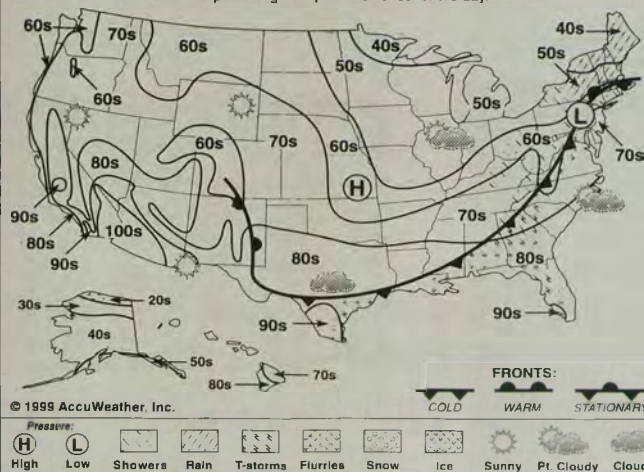 60s
70s
60s
40s
50s
40s
50s
60s
50s
60s
70s
60s
60s
L
70s
80s
H
90s
80s
90s
100s
70s
80s
80s
90s
90s
30s
20s
40s
50s
80s
70s
FRONTS:
COLD WARM STATIONARY
© 1999 AccuWeather, Inc.
Pressure:
H L
High Low Showers Rain T-storms Flurries Snow Ice Sunny Pt. Cloudy